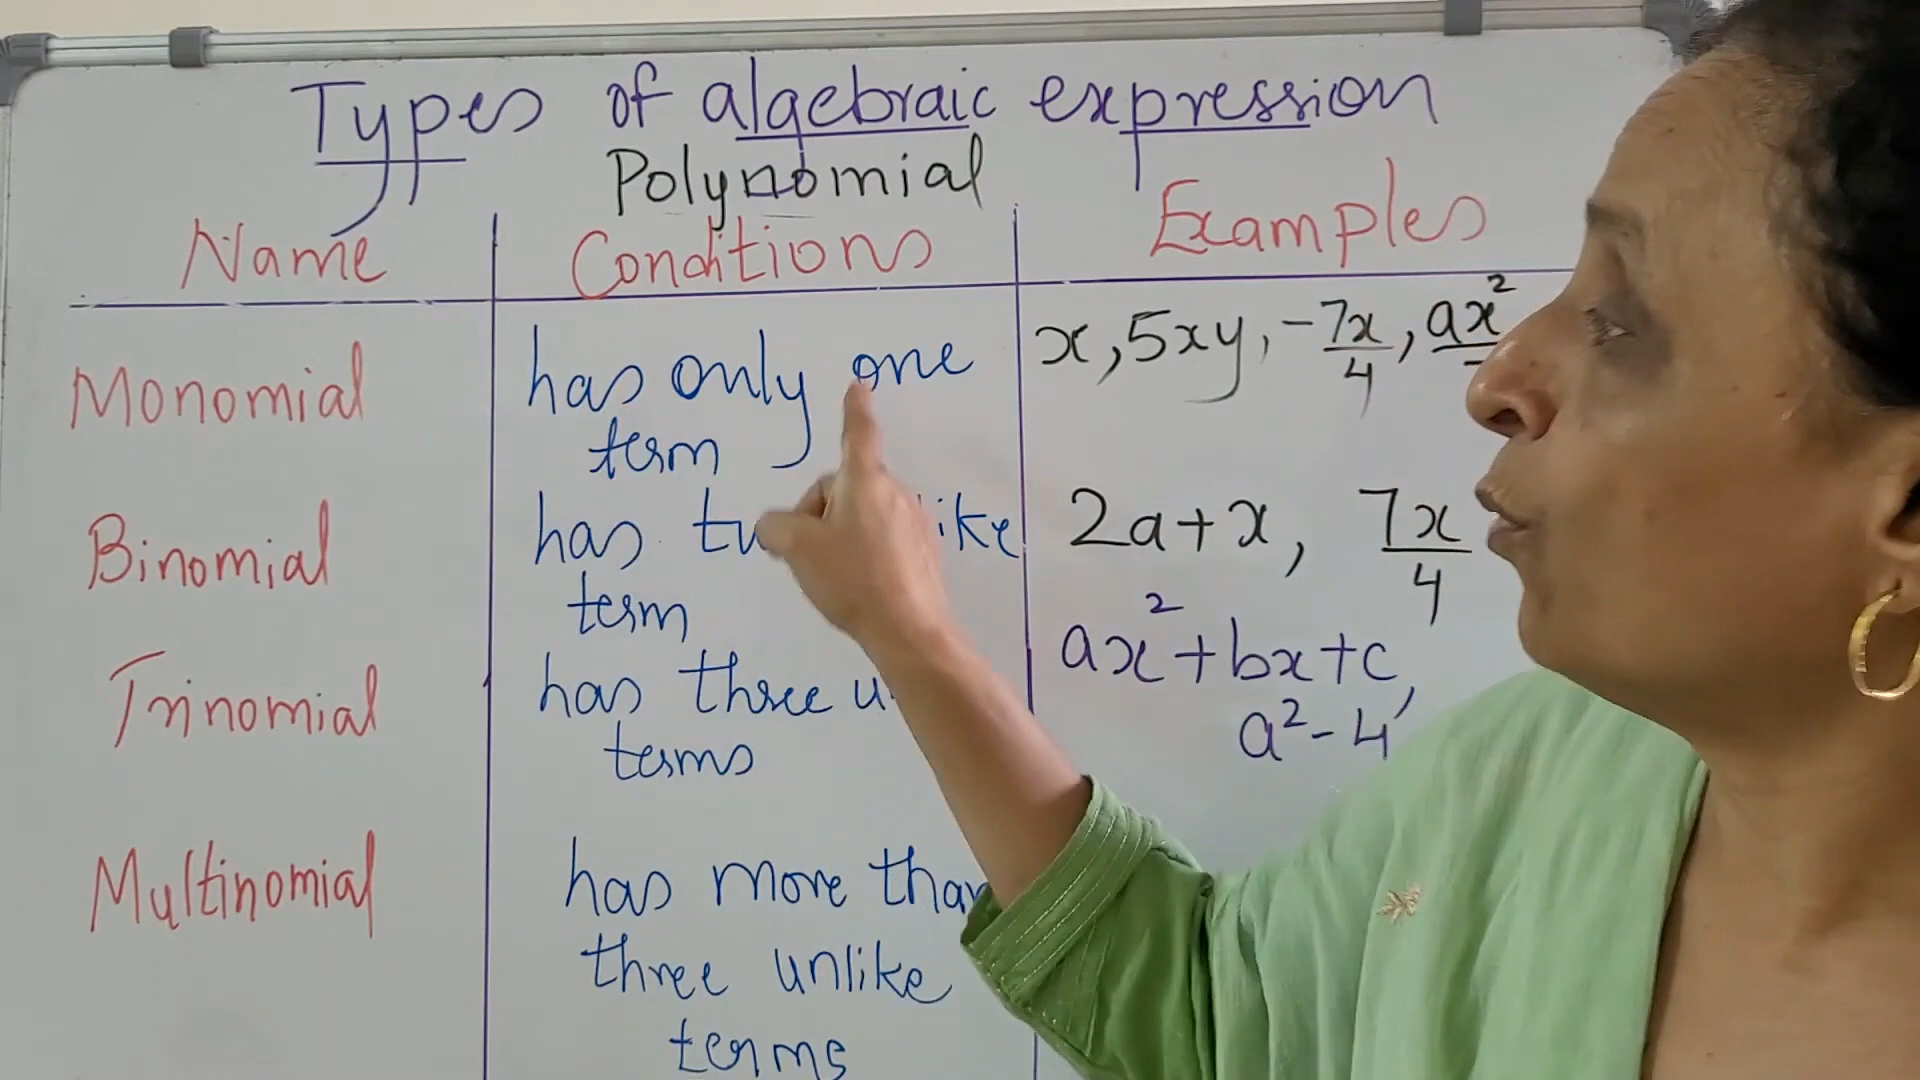 Types of algebraic expression
Polynomial
Name Conditions Examples
Monomial has only one x, 5xy, -7x/4, ax²
term
Binomial has 2a+x, 7x/4
term
Trinomial has three ax²+bx+c,
terms a²-4
Multinomial has more than
three unlike
terms